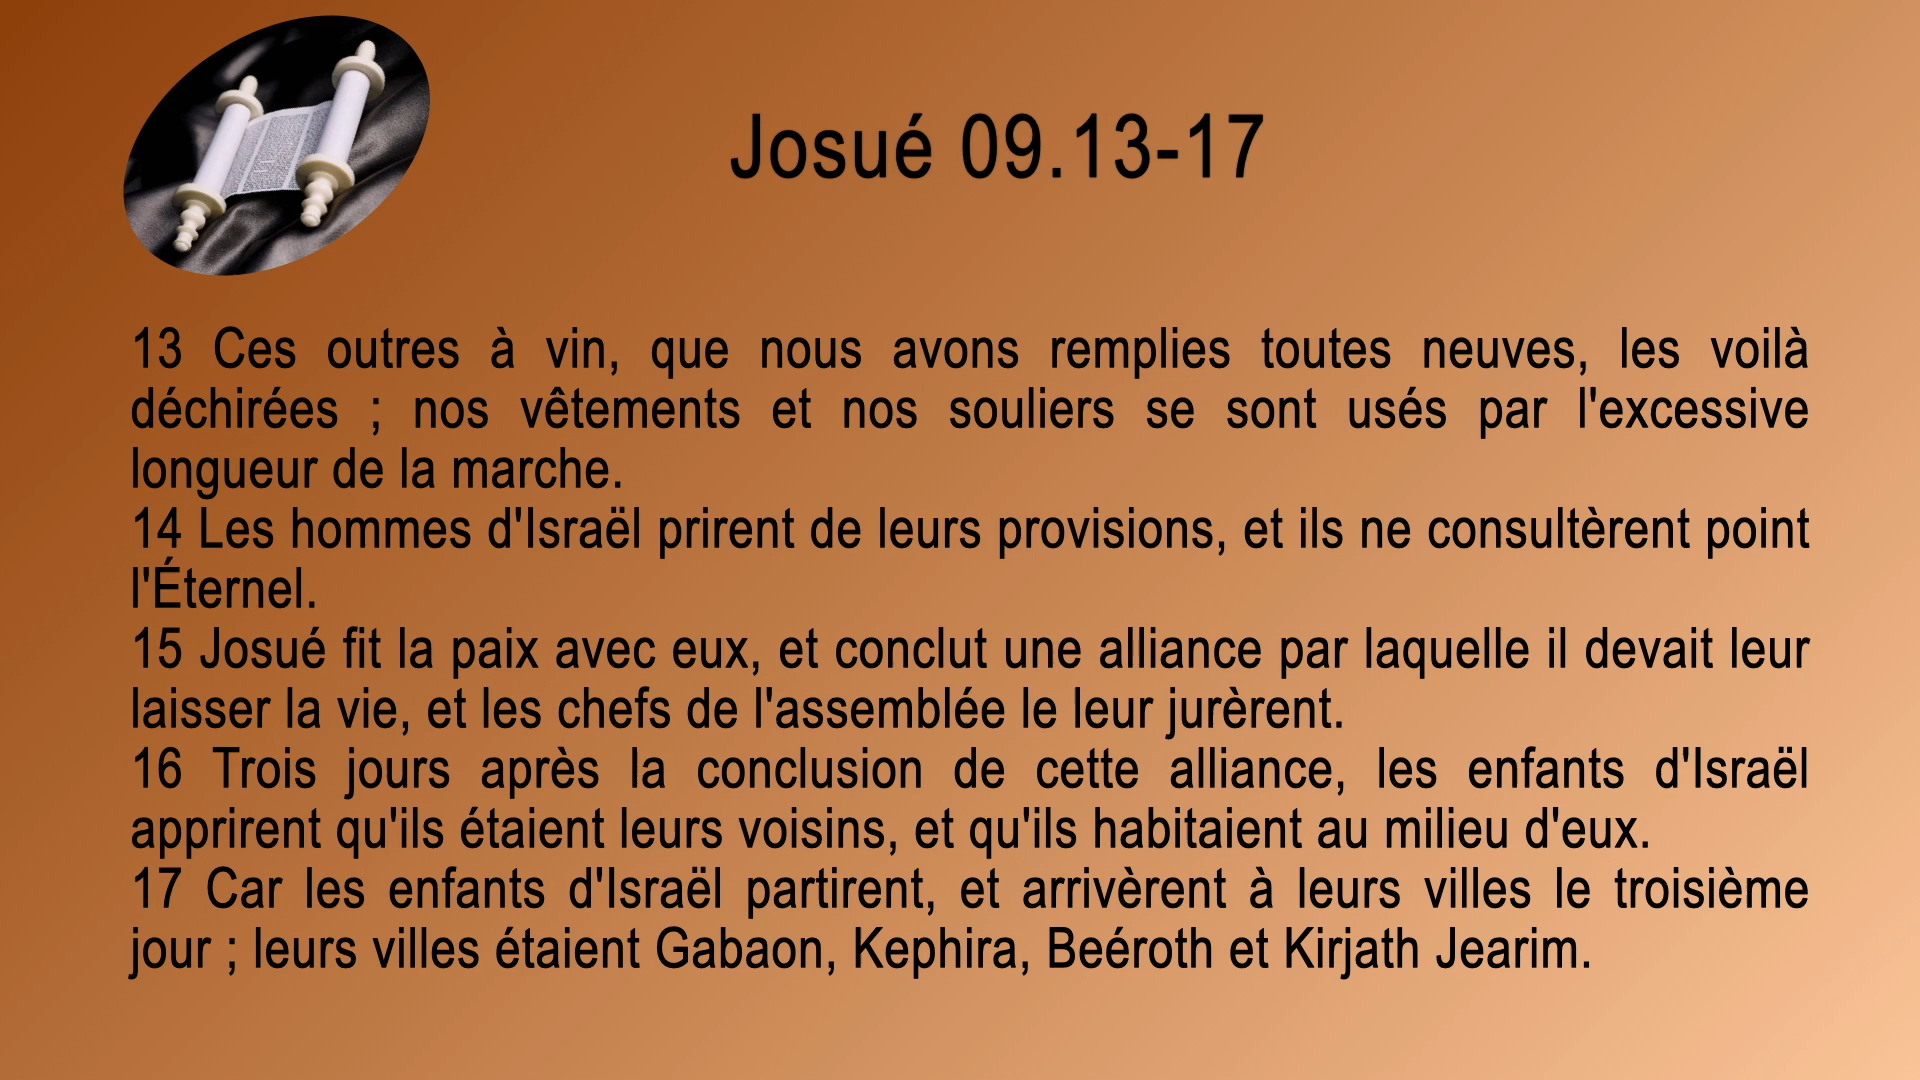 Josué 09.13-17
13 Ces outres à vin, que nous avons remplies toutes neuves, les voilà
déchirées ; nos vêtements et nos souliers se sont usés par l'excessive
longueur de la marche.
14 Les hommes d'Israël prirent de leurs provisions, et ils ne consultèrent point
l'Éternel.
15 Josué fit la paix avec eux, et conclut une alliance par laquelle il devait leur
laisser la vie, et les chefs de l'assemblée le leur jurèrent.
16 Trois jours après la conclusion de cette alliance, les enfants d'Israël
apprirent qu'ils étaient leurs voisins, et qu'ils habitaient au milieu d'eux.
17 Car les enfants d'Israël partirent, et arrivèrent à leurs villes le troisième
jour ; leurs villes étaient Gabaon, Kephira, Beéroth et Kirjath Jearim.